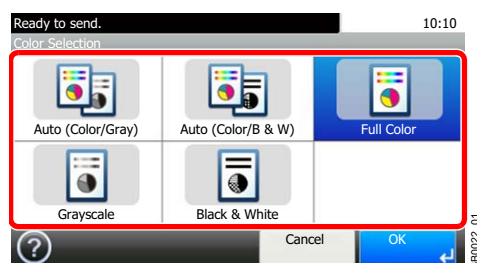 Ready to send. 10:10
Color Selection
Auto (Color/Gray) Auto (Color/B & W) Full Color
Grayscale Black & White
? Cancel OK
B0022_01